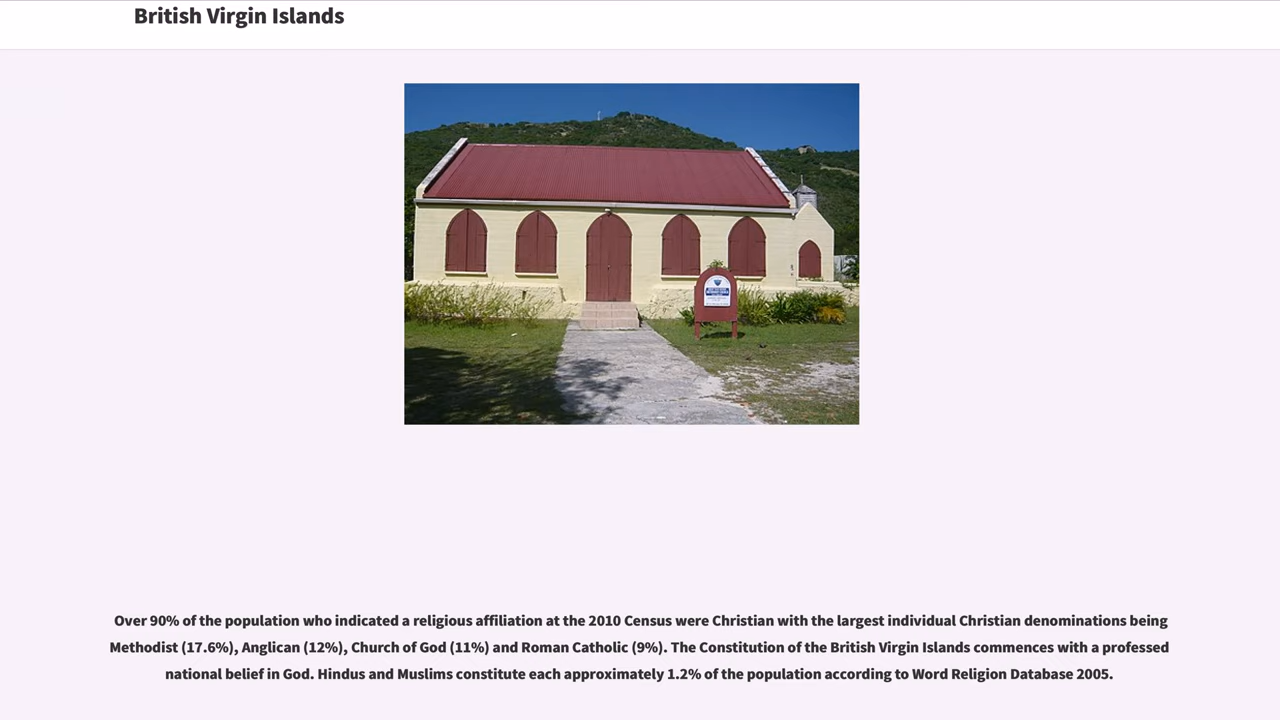 British Virgin Islands
Over 90% of the population who indicated a religious affiliation at the 2010 Census were Christian with the largest individual Christian denominations being
Methodist (17.6%), Anglican (12%), Church of God (11%) and Roman Catholic (9%). The Constitution of the British Virgin Islands commences with a professed
national belief in God. Hindus and Muslims constitute each approximately 1.2% of the population according to Word Religion Database 2005.